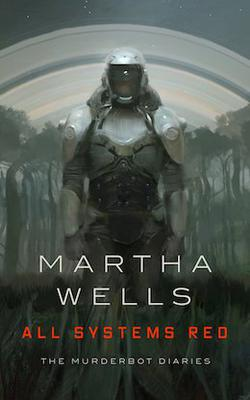 MARTHA
WELLS
ALL SYSTEMS RED
THE MURDERBOT DIARIES